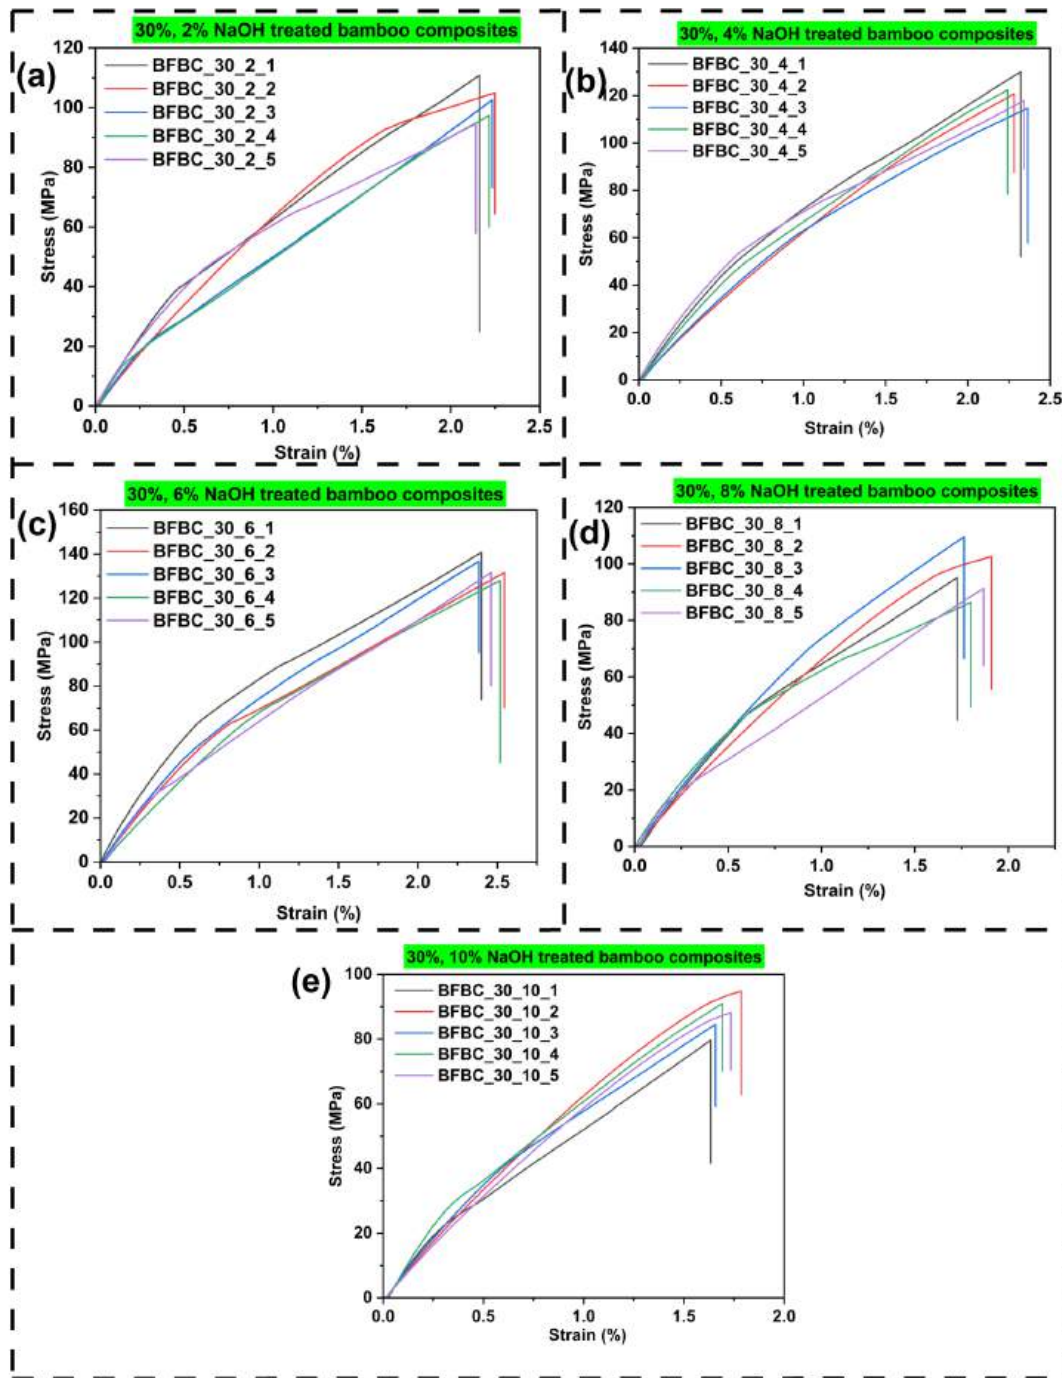 30%, 2% NaOH treated bamboo composites
(a)
BFBC_30_2_1
BFBC_30_2_2
BFBC_30_2_3
BFBC_30_2_4
BFBC_30_2_5
120
100
80
60
40
20
0
Stress (MPa)
0.0 0.5 1.0 1.5 2.0 2.5
Strain (%)
30%, 4% NaOH treated bamboo composites
(b)
BFBC_30_4_1
BFBC_30_4_2
BFBC_30_4_3
BFBC_30_4_4
BFBC_30_4_5
140
120
100
80
60
40
20
0
Stress (MPa)
0.0 0.5 1.0 1.5 2.0 2.5
Strain (%)
30%, 6% NaOH treated bamboo composites
(c)
BFBC_30_6_1
BFBC_30_6_2
BFBC_30_6_3
BFBC_30_6_4
BFBC_30_6_5
160
140
120
100
80
60
40
20
0
Stress (MPa)
0.0 0.5 1.0 1.5 2.0 2.5
Strain (%)
30%, 8% NaOH treated bamboo composites
(d)
BFBC_30_8_1
BFBC_30_8_2
BFBC_30_8_3
BFBC_30_8_4
BFBC_30_8_5
120
100
80
60
40
20
0
Stress (MPa)
0.0 0.5 1.0 1.5 2.0
Strain (%)
30%, 10% NaOH treated bamboo composites
(e)
BFBC_30_10_1
BFBC_30_10_2
BFBC_30_10_3
BFBC_30_10_4
BFBC_30_10_5
100
80
60
40
20
0
Stress (MPa)
0.0 0.5 1.0 1.5 2.0
Strain (%)